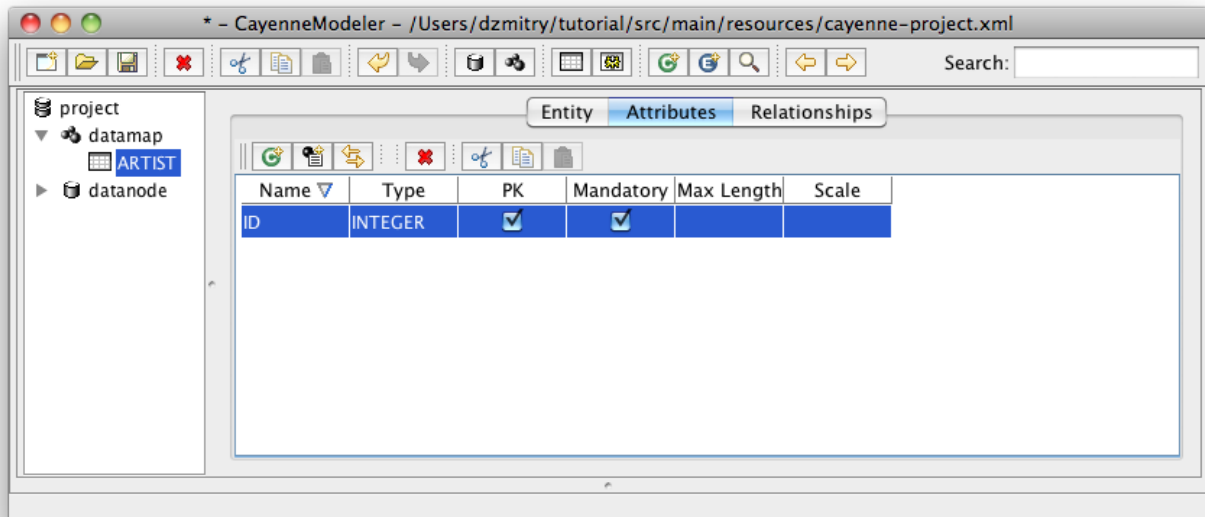 * – CayenneModeler – /Users/dzmitry/tutorial/src/main/resources/cayenne-project.xml
Search:
project
datamap
ARTIST
datanode
Entity Attributes Relationships
Name Type PK Mandatory Max Length Scale
ID INTEGER